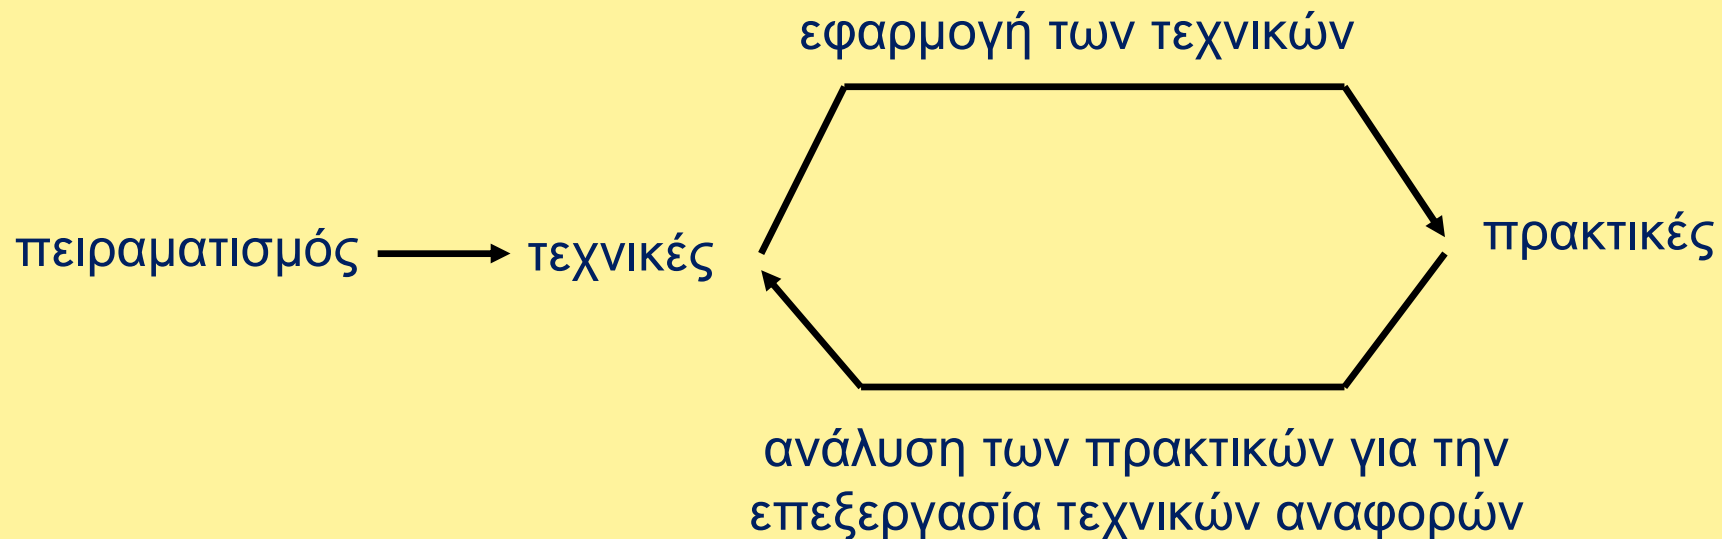 εφαρμογή των τεχνικών
πειραματισμός
τεχνικές
πρακτικές
ανάλυση των πρακτικών για την
επεξεργασία τεχνικών αναφορών